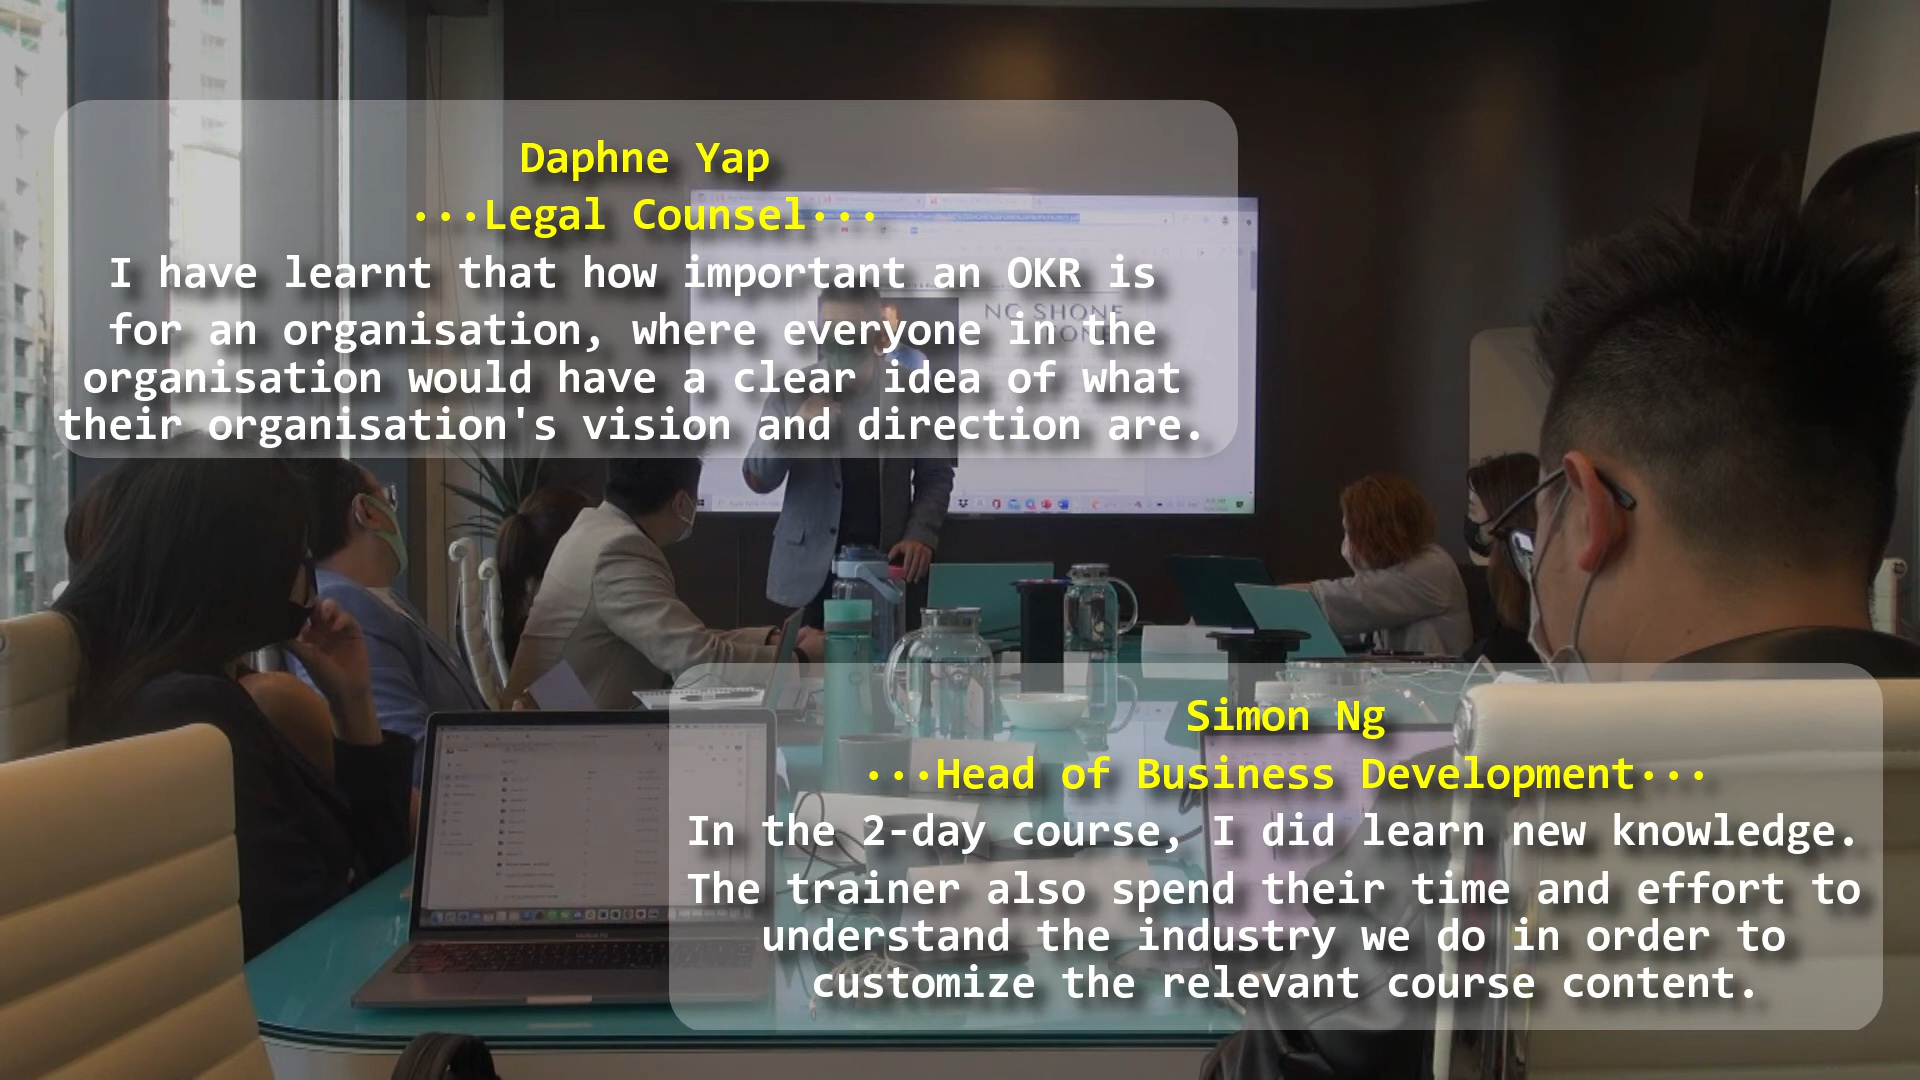 Daphne Yap
···Legal Counsel···
I have learnt that how important an OKR is
for an organisation, where everyone in the
organisation would have a clear idea of what
their organisation's vision and direction are.
NG SHONE
Simon Ng
···Head of Business Development···
In the 2-day course, I did learn new knowledge.
The trainer also spend their time and effort to
understand the industry we do in order to
customize the relevant course content.